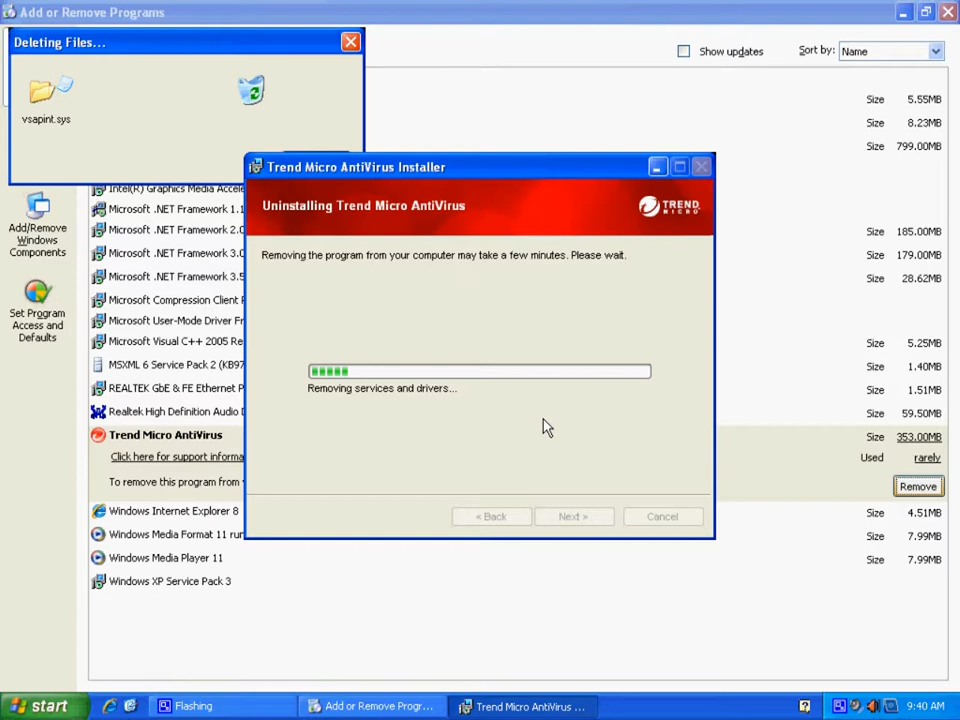 Add or Remove Programs
Deleting Files...
vsapint.sys
Show updates
Sort by: Name
Size 5.55MB
Size 8.23MB
Size 799.00MB
Trend Micro AntiVirus Installer
Uninstalling Trend Micro AntiVirus
TREND MICRO
Removing the program from your computer may take a few minutes. Please wait.
Removing services and drivers...
< Back
Next >
Cancel
Add/Remove
Windows
Components
Set Program
Access and
Defaults
Intel(R) Graphics Media Accele
Microsoft .NET Framework 1.1
Microsoft .NET Framework 2.0
Size 185.00MB
Microsoft .NET Framework 3.0
Size 179.00MB
Microsoft .NET Framework 3.5
Size 28.62MB
Microsoft Compression Client
Microsoft User-Mode Driver Fr
Microsoft Visual C++ 2005 Re
Size 5.25MB
MSXML 6 Service Pack 2 (KB97
Size 1.40MB
REALTEK GbE & FE Ethernet P
Size 1.51MB
Realtek High Definition Audio D
Size 59.50MB
Trend Micro AntiVirus
Size 353.00MB
Click here for support informa
Used rarely
To remove this program from
Remove
Windows Internet Explorer 8
Size 4.51MB
Windows Media Format 11 run
Size 7.99MB
Windows Media Player 11
Size 7.99MB
Windows XP Service Pack 3
start
Flashing
Add or Remove Progr...
Trend Micro AntiVirus ...
9:40 AM